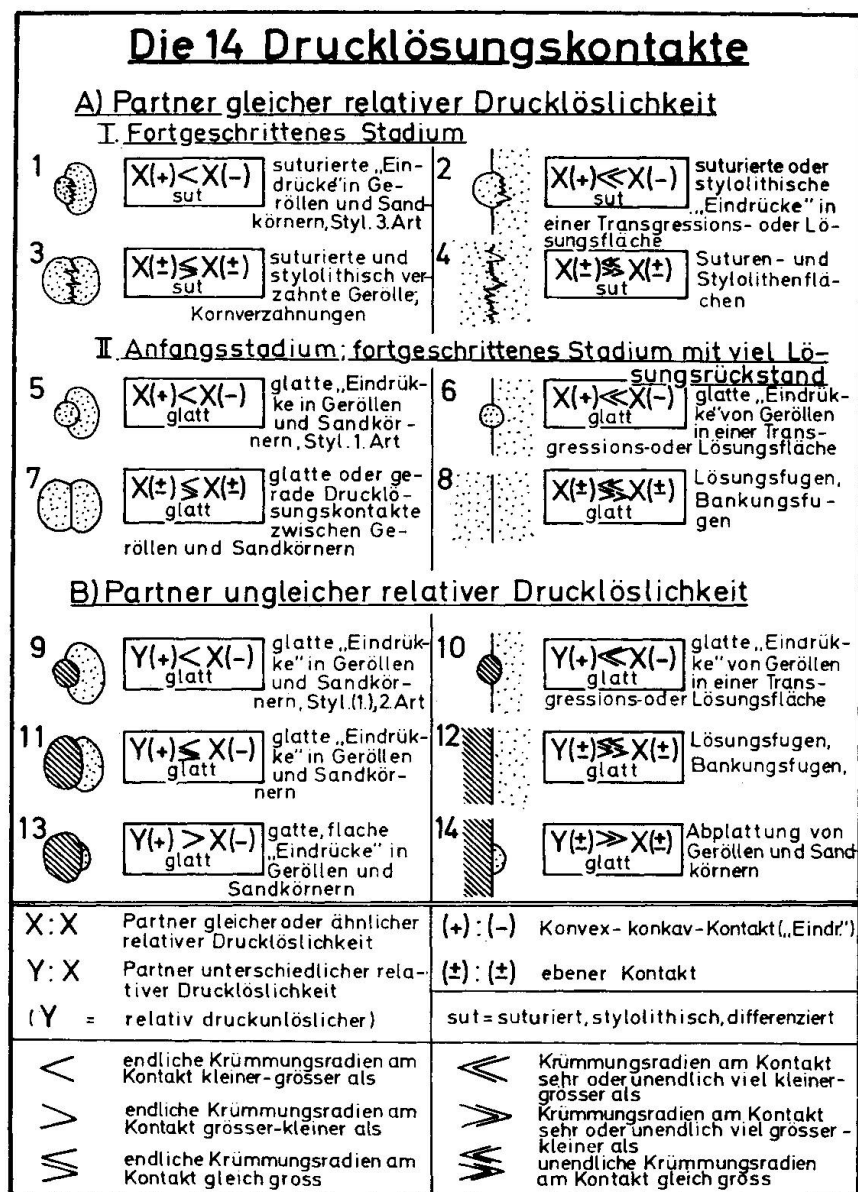 Die 14 Drucklösungskontakte
A) Partner gleicher relativer Drucklöslichkeit
I. Fortgeschrittenes Stadium
1
X(+) < X(-)
sut
suturierte „Ein-
drücke" in Ge-
röllen und Sand-
körnern, Styl. 3. Art
2
X(+) ≪ X(-)
sut
suturierte oder
stylolithische
„Eindrücke" in
einer Transgressions- oder Lö-
sungsfläche
3
X(±) ≶ X(±)
sut
suturierte und
stylolithisch ver-
zahnte Gerölle;
Kornverzahnungen
4
X(±) ≶ X(±)
sut
Suturen- und
Stylolithenflä-
chen
II. Anfangsstadium; fortgeschrittenes Stadium mit viel Lö-
sungsrückstand
5
X(+) < X(-)
glatt
glatte „Eindrük-
ke in Geröllen
und Sandkör-
nern, Styl. 1. Art
6
X(+) ≪ X(-)
glatt
glatte „Eindrük-
ke" von Geröllen
in einer Trans-
gressions- oder Lösungsfläche
7
X(±) ≶ X(±)
glatt
glatte oder ge-
rade Drucklö-
sungskontakte
zwischen Ge-
röllen und Sandkörnern
8
X(±) ≶ X(±)
glatt
Lösungsfugen,
Bankungsfu-
gen
B) Partner ungleicher relativer Drucklöslichkeit
9
Y(+) < X(-)
glatt
glatte „Eindrük-
ke" in Geröllen
und Sandkör-
nern, Styl. (1.), 2. Art
10
Y(+) ≪ X(-)
glatt
glatte „Eindrük-
ke" von Geröllen
in einer Trans-
gressions- oder Lösungsfläche
11
Y(+) ≶ X(-)
glatt
glatte „Eindrük-
ke" in Geröllen
und Sandkör-
nern
12
Y(±) ≶ X(±)
glatt
Lösungsfugen,
Bankungsfugen,
13
Y(+) > X(-)
glatt
gatte, flache
„Eindrücke" in
Geröllen und
Sandkörnern
14
Y(±) ≫ X(±)
glatt
Abplattung von
Geröllen und Sand-
körnern
X : X Partner gleicher oder ähnlicher
relativer Drucklöslichkeit
Y : X Partner unterschiedlicher rela-
tiver Drucklöslichkeit
(Y = relativ druckunlöslicher)
(+) : (-) Konvex-konkav-Kontakt („Eindr."),
(±) : (±) ebener Kontakt
sut = suturiert, stylolithisch, differenziert
< endliche Krümmungsradien am
Kontakt kleiner-grösser als
> endliche Krümmungsradien am
Kontakt grösser-kleiner als
≶ endliche Krümmungsradien am
Kontakt gleich gross
≪ Krümmungsradien am Kontakt
sehr oder unendlich viel kleiner-
grösser als
≫ Krümmungsradien am Kontakt
sehr oder unendlich viel grösser-
kleiner als
≶ unendliche Krümmungsradien
am Kontakt gleich gross